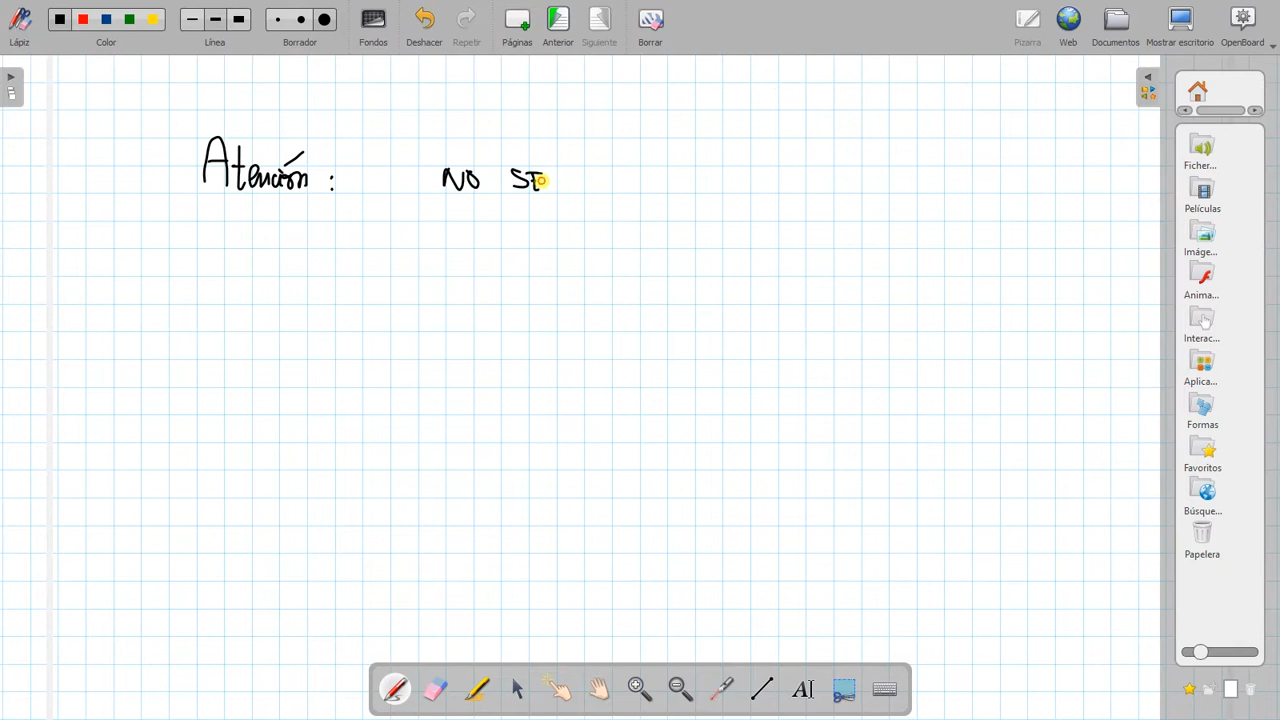 Lápiz Color Línea Borrador Fondos Deshacer Repetir Páginas Anterior Siguiente Borrar Pizarra Web Documentos Mostrar escritorio OpenBoard
Atención : NO SE
Ficher...
Películas
Imáge...
Anima...
Interac...
Aplica...
Formas
Favoritos
Búsque...
Papelera